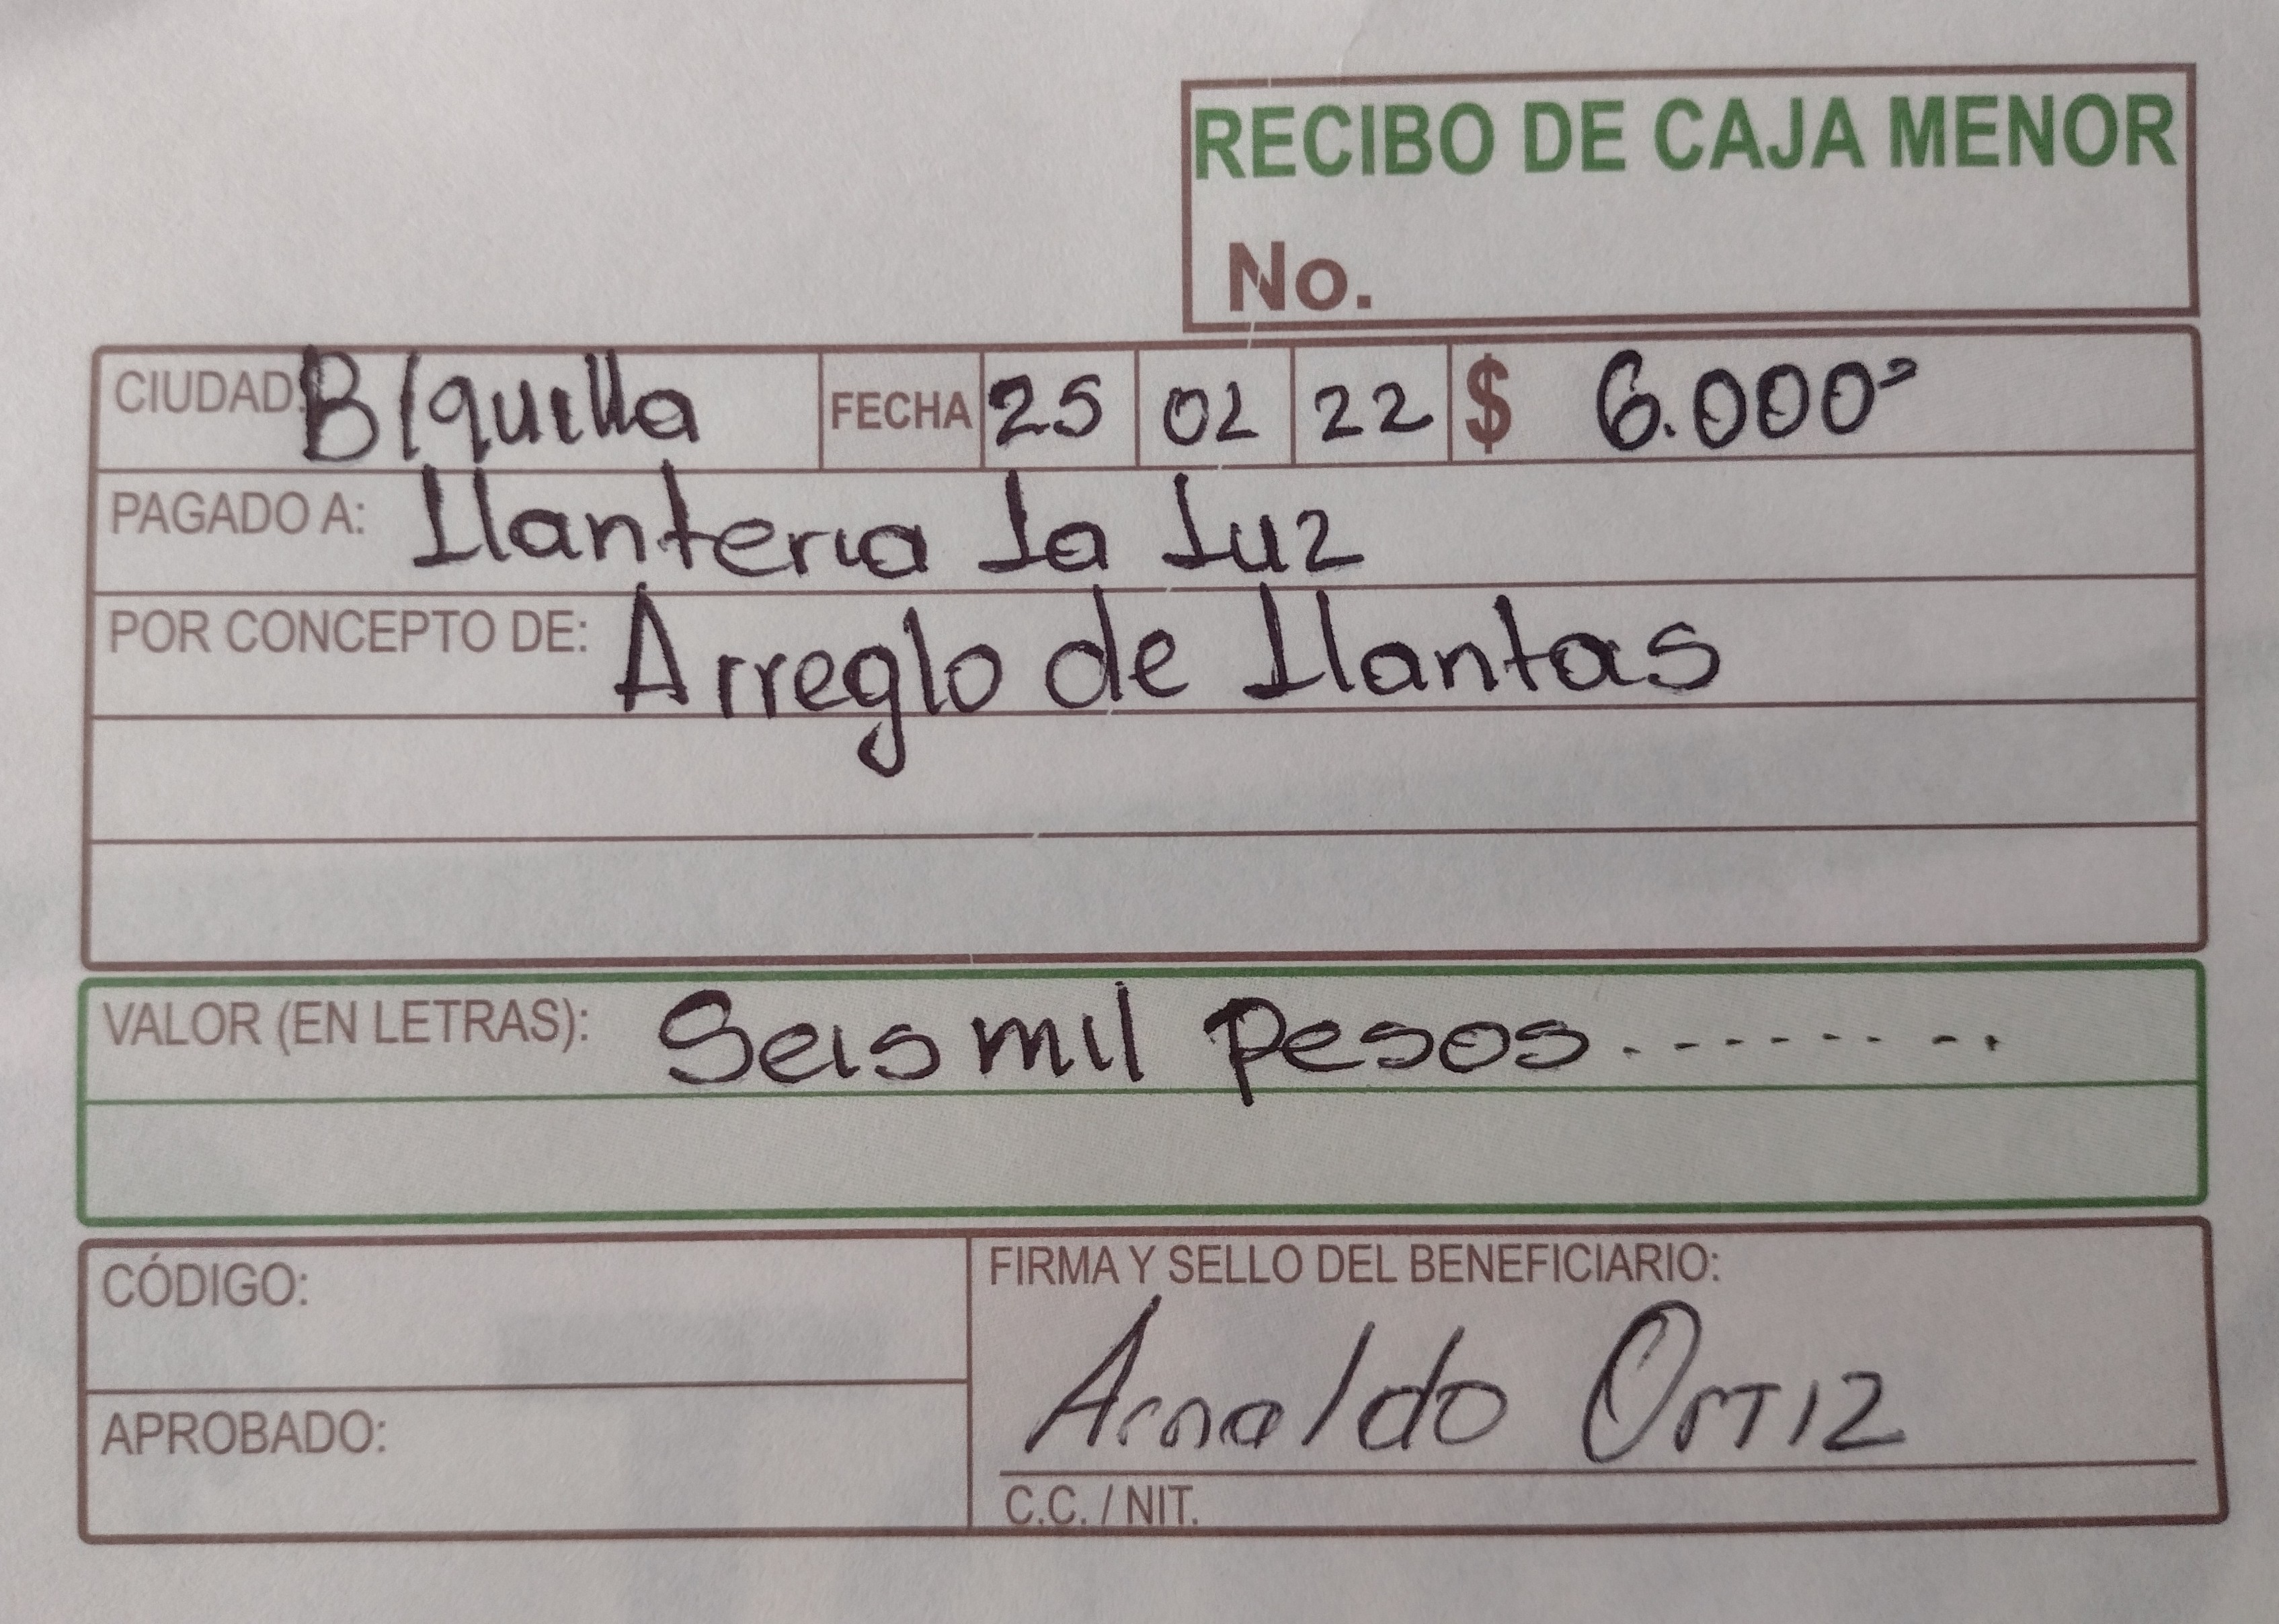 RECIBO DE CAJA MENOR
No.
CIUDAD: B/quilla FECHA 25 02 22 $ 6.000=
PAGADO A: Llanteria La Luz
POR CONCEPTO DE: Arreglo de Llantas
VALOR (EN LETRAS): Seis mil pesos. - - - - - - - .
CÓDIGO:
FIRMA Y SELLO DEL BENEFICIARIO:
Arnaldo Ortiz
APROBADO:
C.C. / NIT.